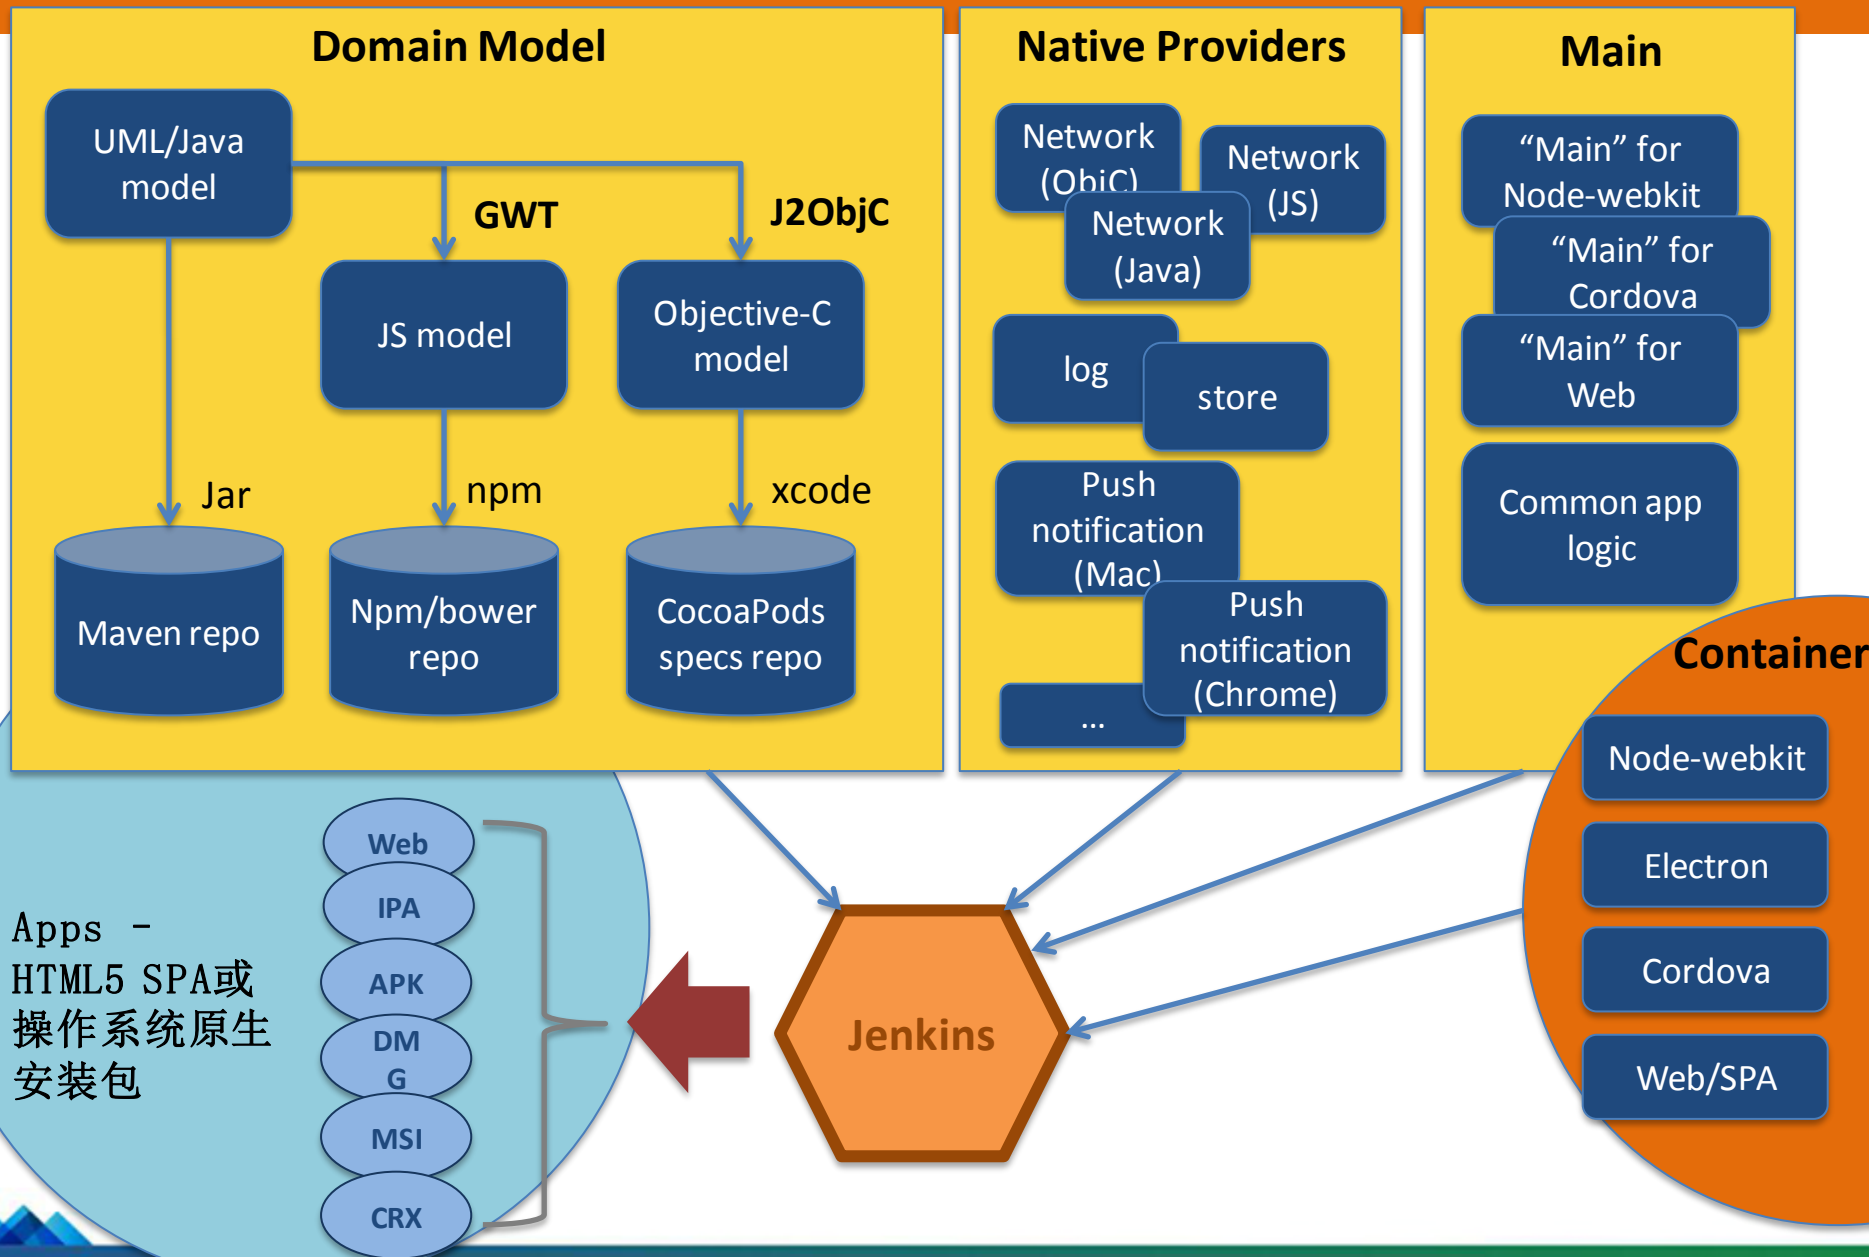 Domain Model
UML/Java
model
GWT
J2ObjC
JS model
Objective-C
model
Jar
npm
xcode
Maven repo
Npm/bower
repo
CocoaPods
specs repo
Native Providers
Network
(ObjC)
Network
(JS)
Network
(Java)
log
store
Push
notification
(Mac)
Push
notification
(Chrome)
...
Main
“Main” for
Node-webkit
“Main” for
Cordova
“Main” for
Web
Common app
logic
Container
Node-webkit
Electron
Cordova
Web/SPA
Jenkins
Web
IPA
APK
DM
G
MSI
CRX
Apps -
HTML5 SPA或
操作系统原生
安装包